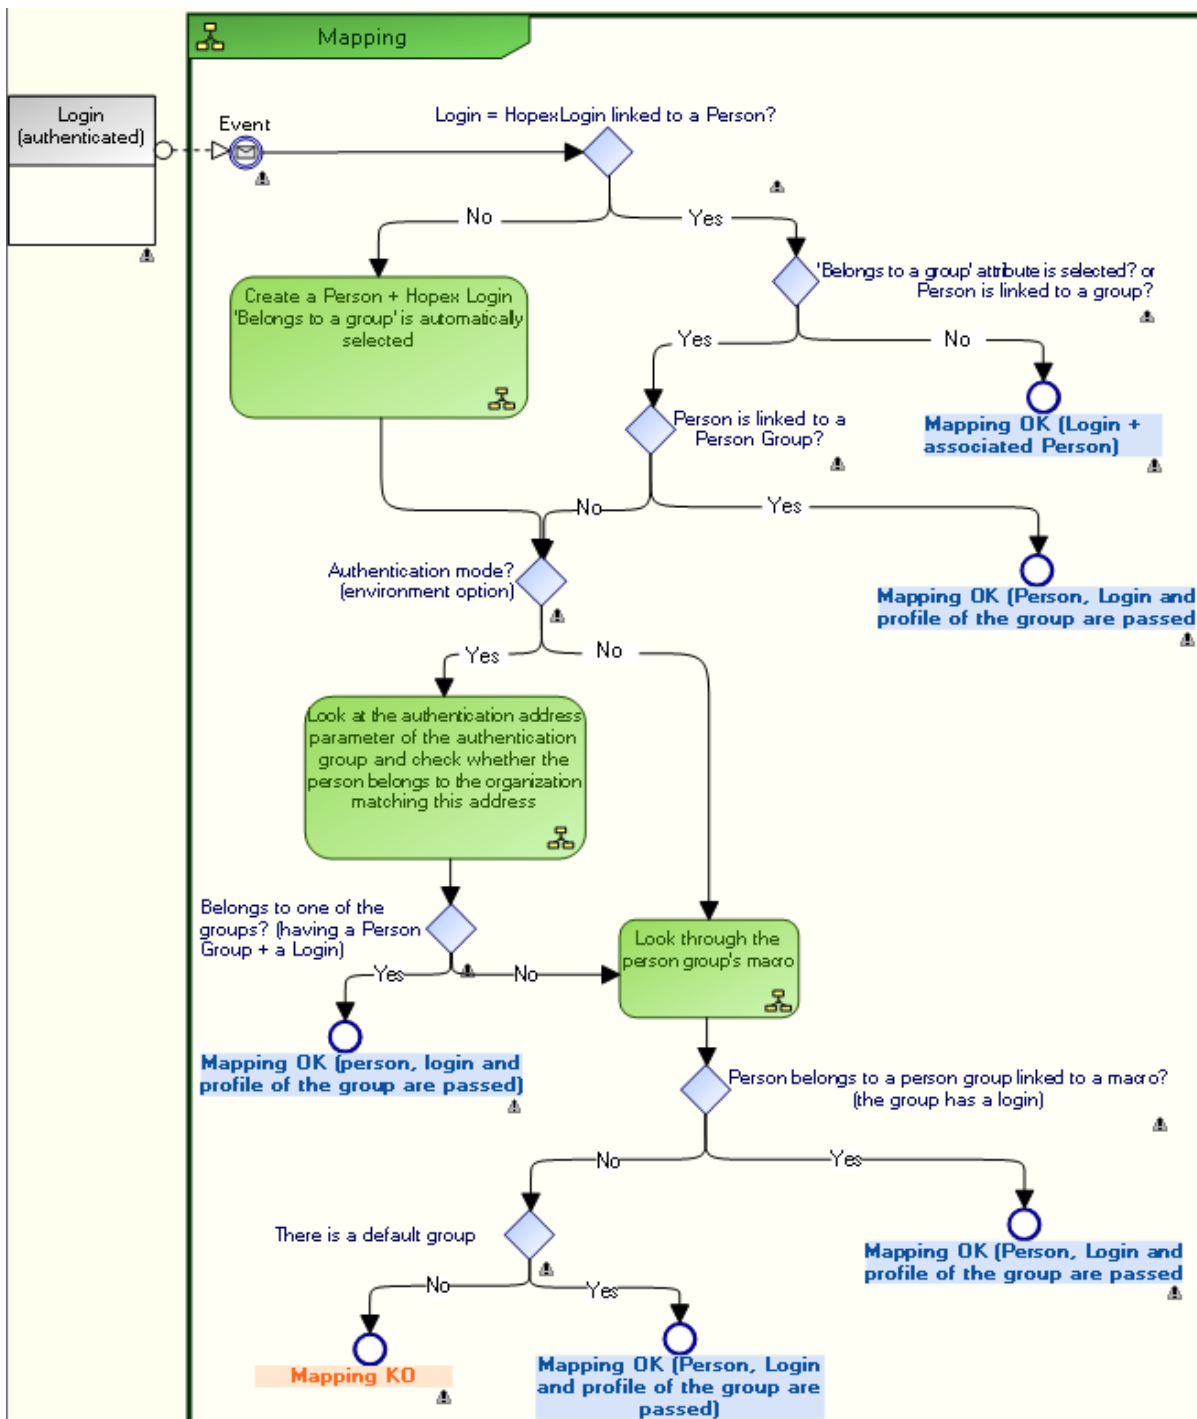 Mapping
Login
(authenticated)
Event
Login = HopexLogin linked to a Person?
No
Yes
Create a Person + Hopex Login
'Belongs to a group' is automatically
selected
'Belongs to a group' attribute is selected? or
Person is linked to a group?
Yes
No
Person is linked to a
Person Group?
Mapping OK (Login +
associated Person)
No
Yes
Authentication mode?
(environment option)
Mapping OK (Person, Login and
profile of the group are passed
Yes
No
Look at the authentication address
parameter of the authentication
group and check whether the
person belongs to the organization
matching this address
Belongs to one of the
groups? (having a Person
Group + a Login)
Look through the
person group's macro
Yes
No
Mapping OK (person, login and
profile of the group are passed)
Person belongs to a person group linked to a macro?
(the group has a login)
No
Yes
There is a default group
Mapping OK (Person, Login and
profile of the group are passed
No
Yes
Mapping KO
Mapping OK (Person, Login
and profile of the group are
passed)